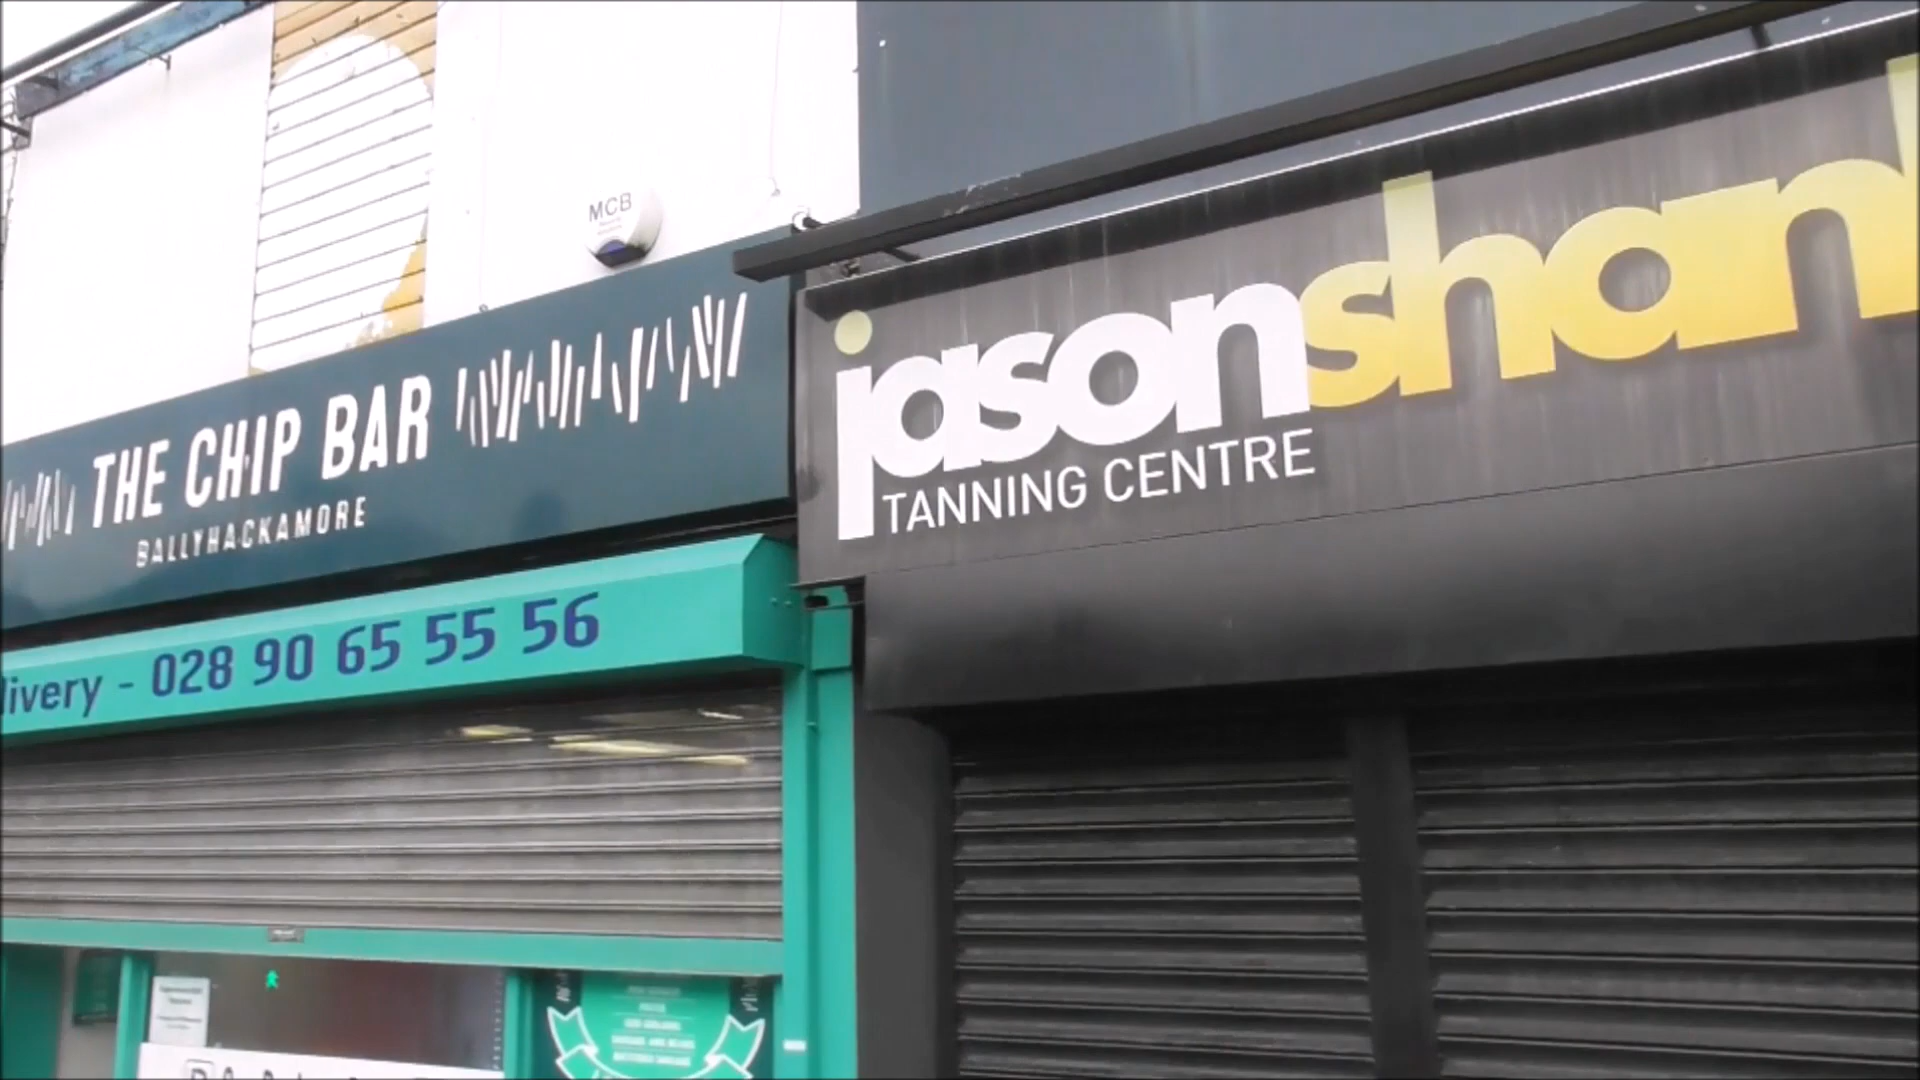 MCB
THE CHIP BAR
BALLYHACKAMORE
livery - 028 90 65 55 56
jasonshan
TANNING CENTRE